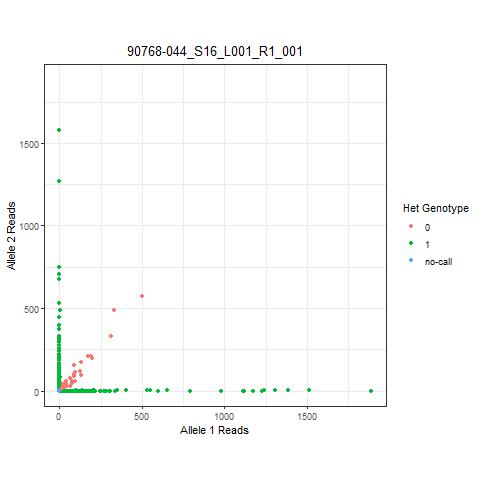 90768-044_S16_L001_R1_001
Allele 2 Reads
1500
1000
500
0
0 500 1000 1500
Allele 1 Reads
Het Genotype
0
1
no-call